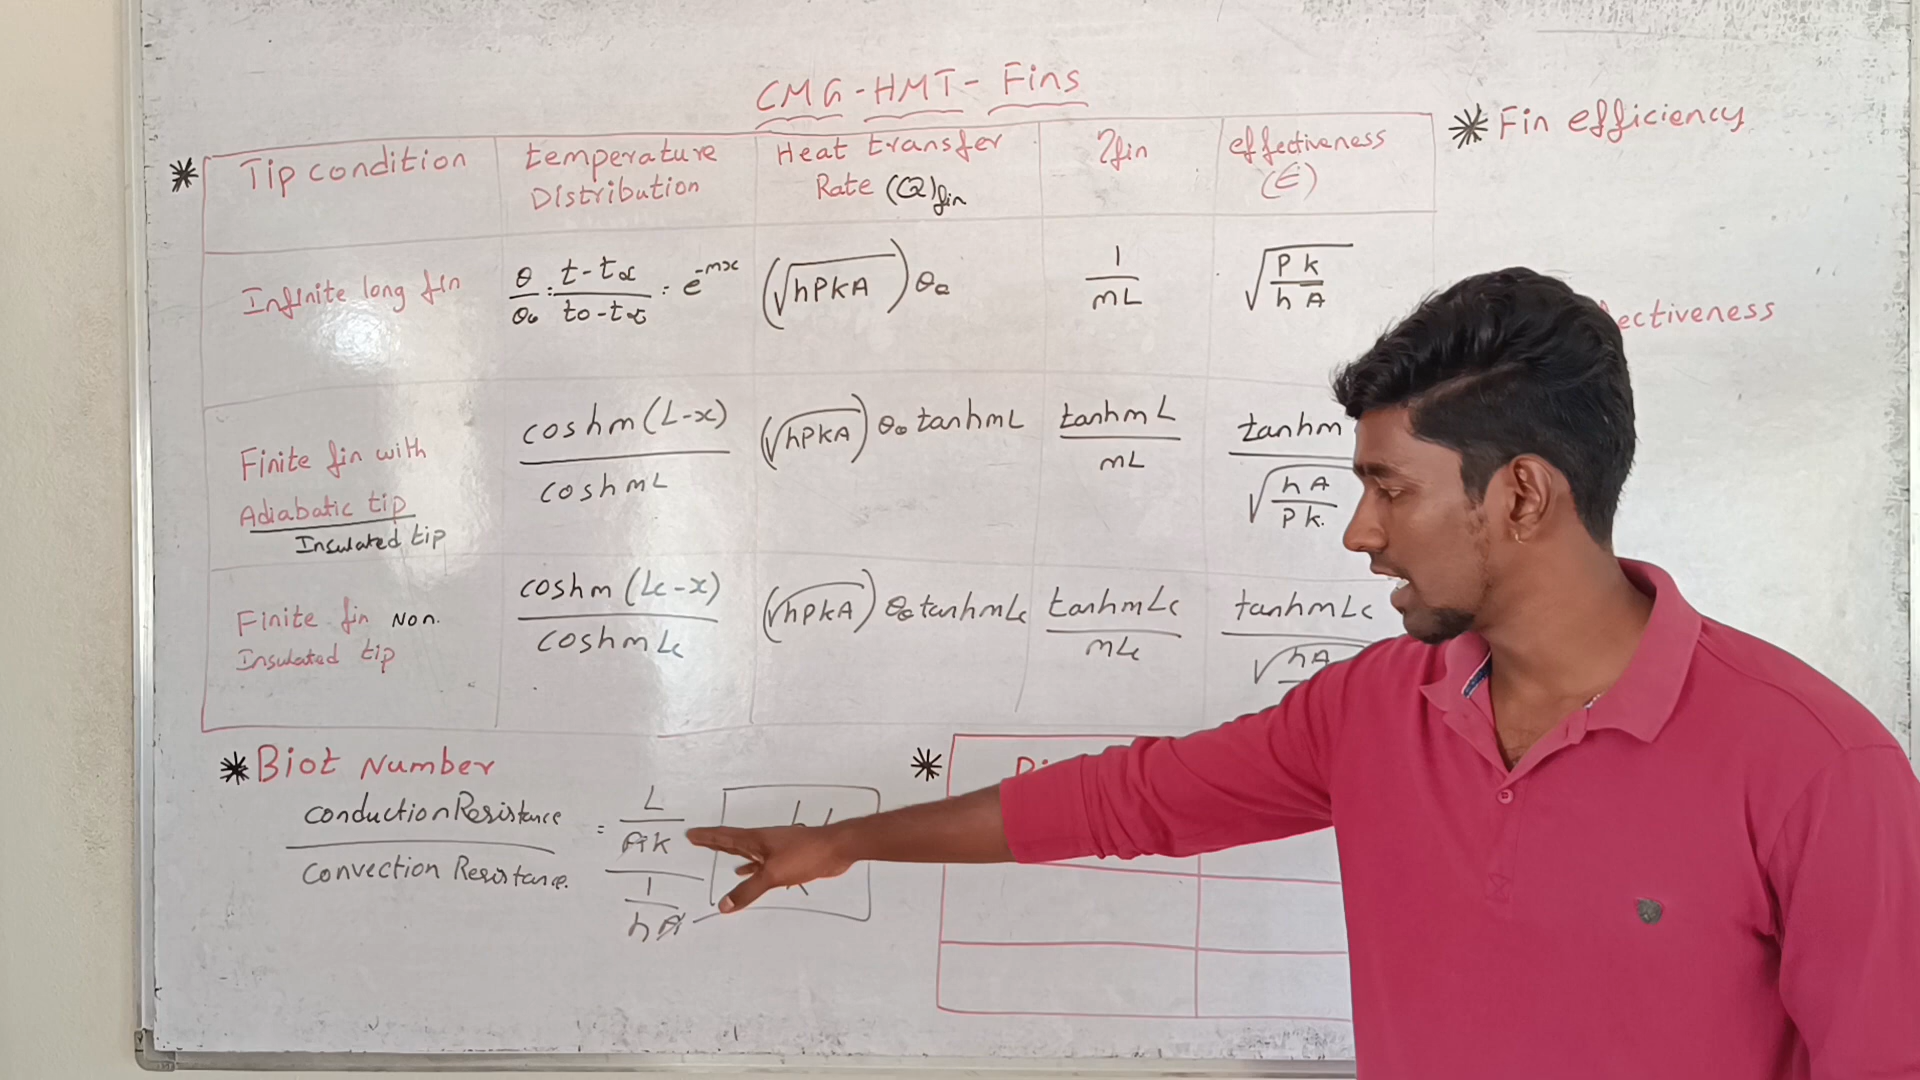 CMG-HMT-Fins
* Tip condition
temperature Distribution
Heat transfer Rate (Q)fin
ηfin
effectiveness (∈)
Infinite long fin
θ/θo = t-t∝/to-t∝ = e^-mx
(√hPkA) θo
1/mL
√(Pk/hA)
Finite fin with Adiabatic tip
Insulated tip
coshm(L-x)/coshmL
(√hPkA) θo tanhmL
tanhmL/mL
tanhm
√(hA/Pk)
Finite fin Non. Insulated tip
coshm(Lc-x)/coshmLc
(√hPkA) θo tanhmLc
tanhmLc/mLc
tanhmLc
√hA
* Fin efficiency
ectiveness
* Biot Number
conduction Resistance
Convection Resistance.
= L/Ak
1/hA
*